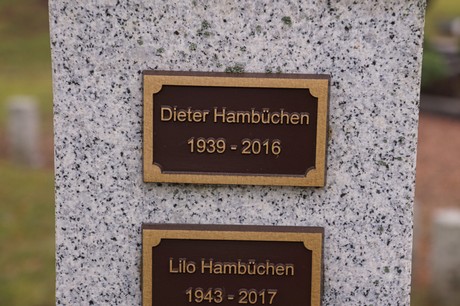 Dieter Hambüchen
1939 - 2016
Lilo Hambüchen
1943 - 2017